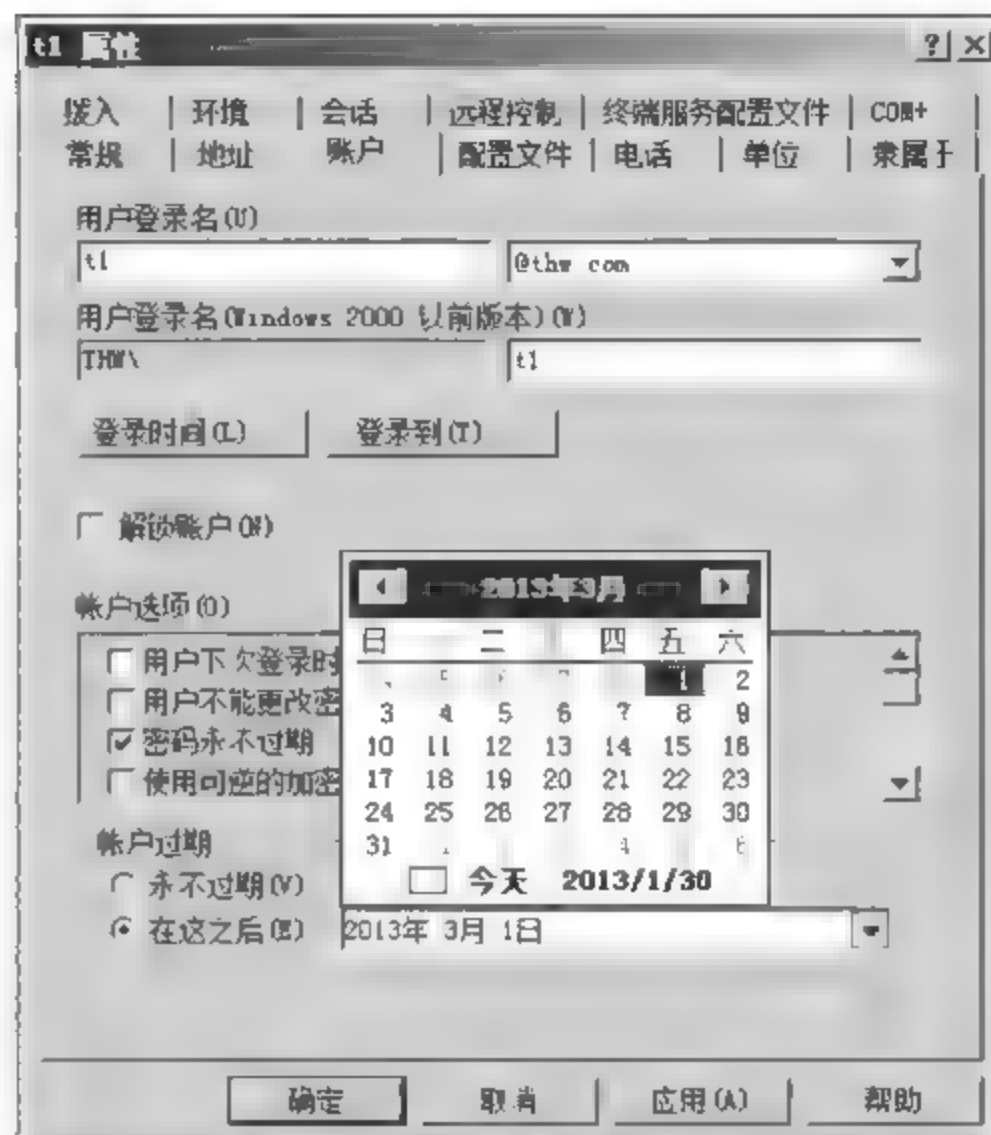 t1 属性
拨入 环境 会话 远程控制 终端服务配置文件 COM+
常规 地址 账户 配置文件 电话 单位 隶属于
用户登录名(U)
t1 @thw com
用户登录名(Windows 2000 以前版本)(W)
THW\ t1
登录时间(L) 登录到(T)
解锁账户(N)
帐户选项(O)
用户下次登录时
用户不能更改密
密码永不过期
使用可逆的加密
2013年3月
日 二 四 五 六
1 2
3 4 5 6 7 8 9
10 11 12 13 14 15 16
17 18 19 20 21 22 23
24 25 26 27 28 29 30
31 4 6
今天 2013/1/30
帐户过期
永不过期(V)
在这之后(E) 2013年 3月 1日
确定 取消 应用(A) 帮助